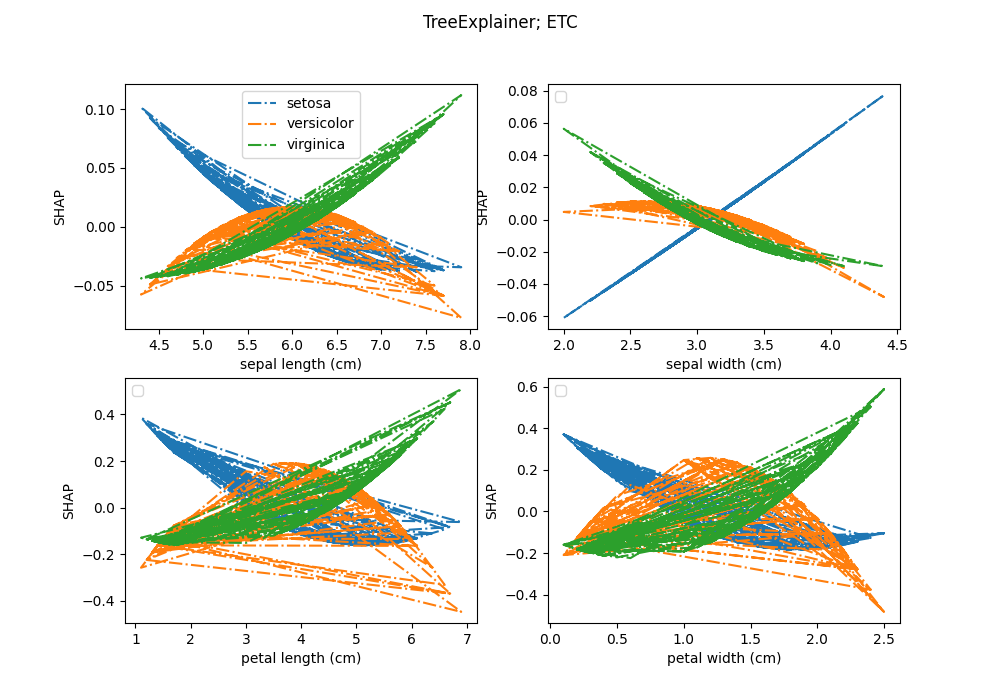 TreeExplainer; ETC
0.10
0.05
0.00
−0.05
SHAP
setosa
versicolor
virginica
4.5 5.0 5.5 6.0 6.5 7.0 7.5 8.0
sepal length (cm)
0.08
0.06
0.04
0.02
0.00
−0.02
−0.04
−0.06
SHAP
2.0 2.5 3.0 3.5 4.0 4.5
sepal width (cm)
0.4
0.2
0.0
−0.2
−0.4
SHAP
1 2 3 4 5 6 7
petal length (cm)
0.6
0.4
0.2
0.0
−0.2
−0.4
SHAP
0.0 0.5 1.0 1.5 2.0 2.5
petal width (cm)